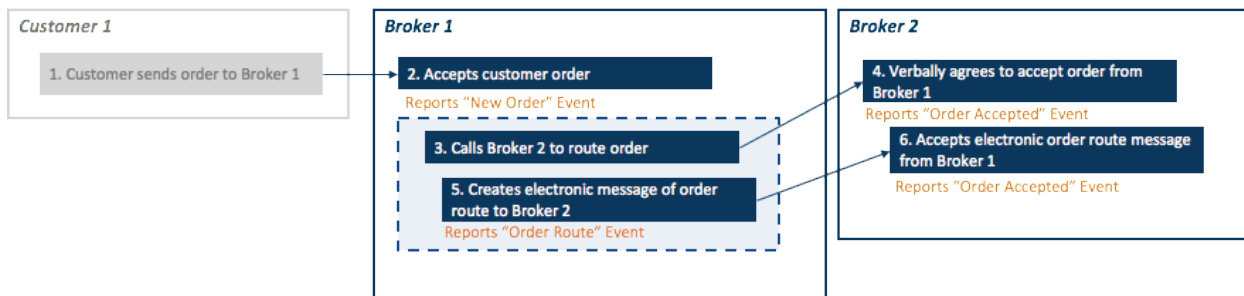 Customer 1
1. Customer sends order to Broker 1
Broker 1
2. Accepts customer order
Reports "New Order" Event
3. Calls Broker 2 to route order
5. Creates electronic message of order
route to Broker 2
Reports "Order Route" Event
Broker 2
4. Verbally agrees to accept order from
Broker 1
Reports "Order Accepted" Event
6. Accepts electronic order route message
from Broker 1
Reports "Order Accepted" Event